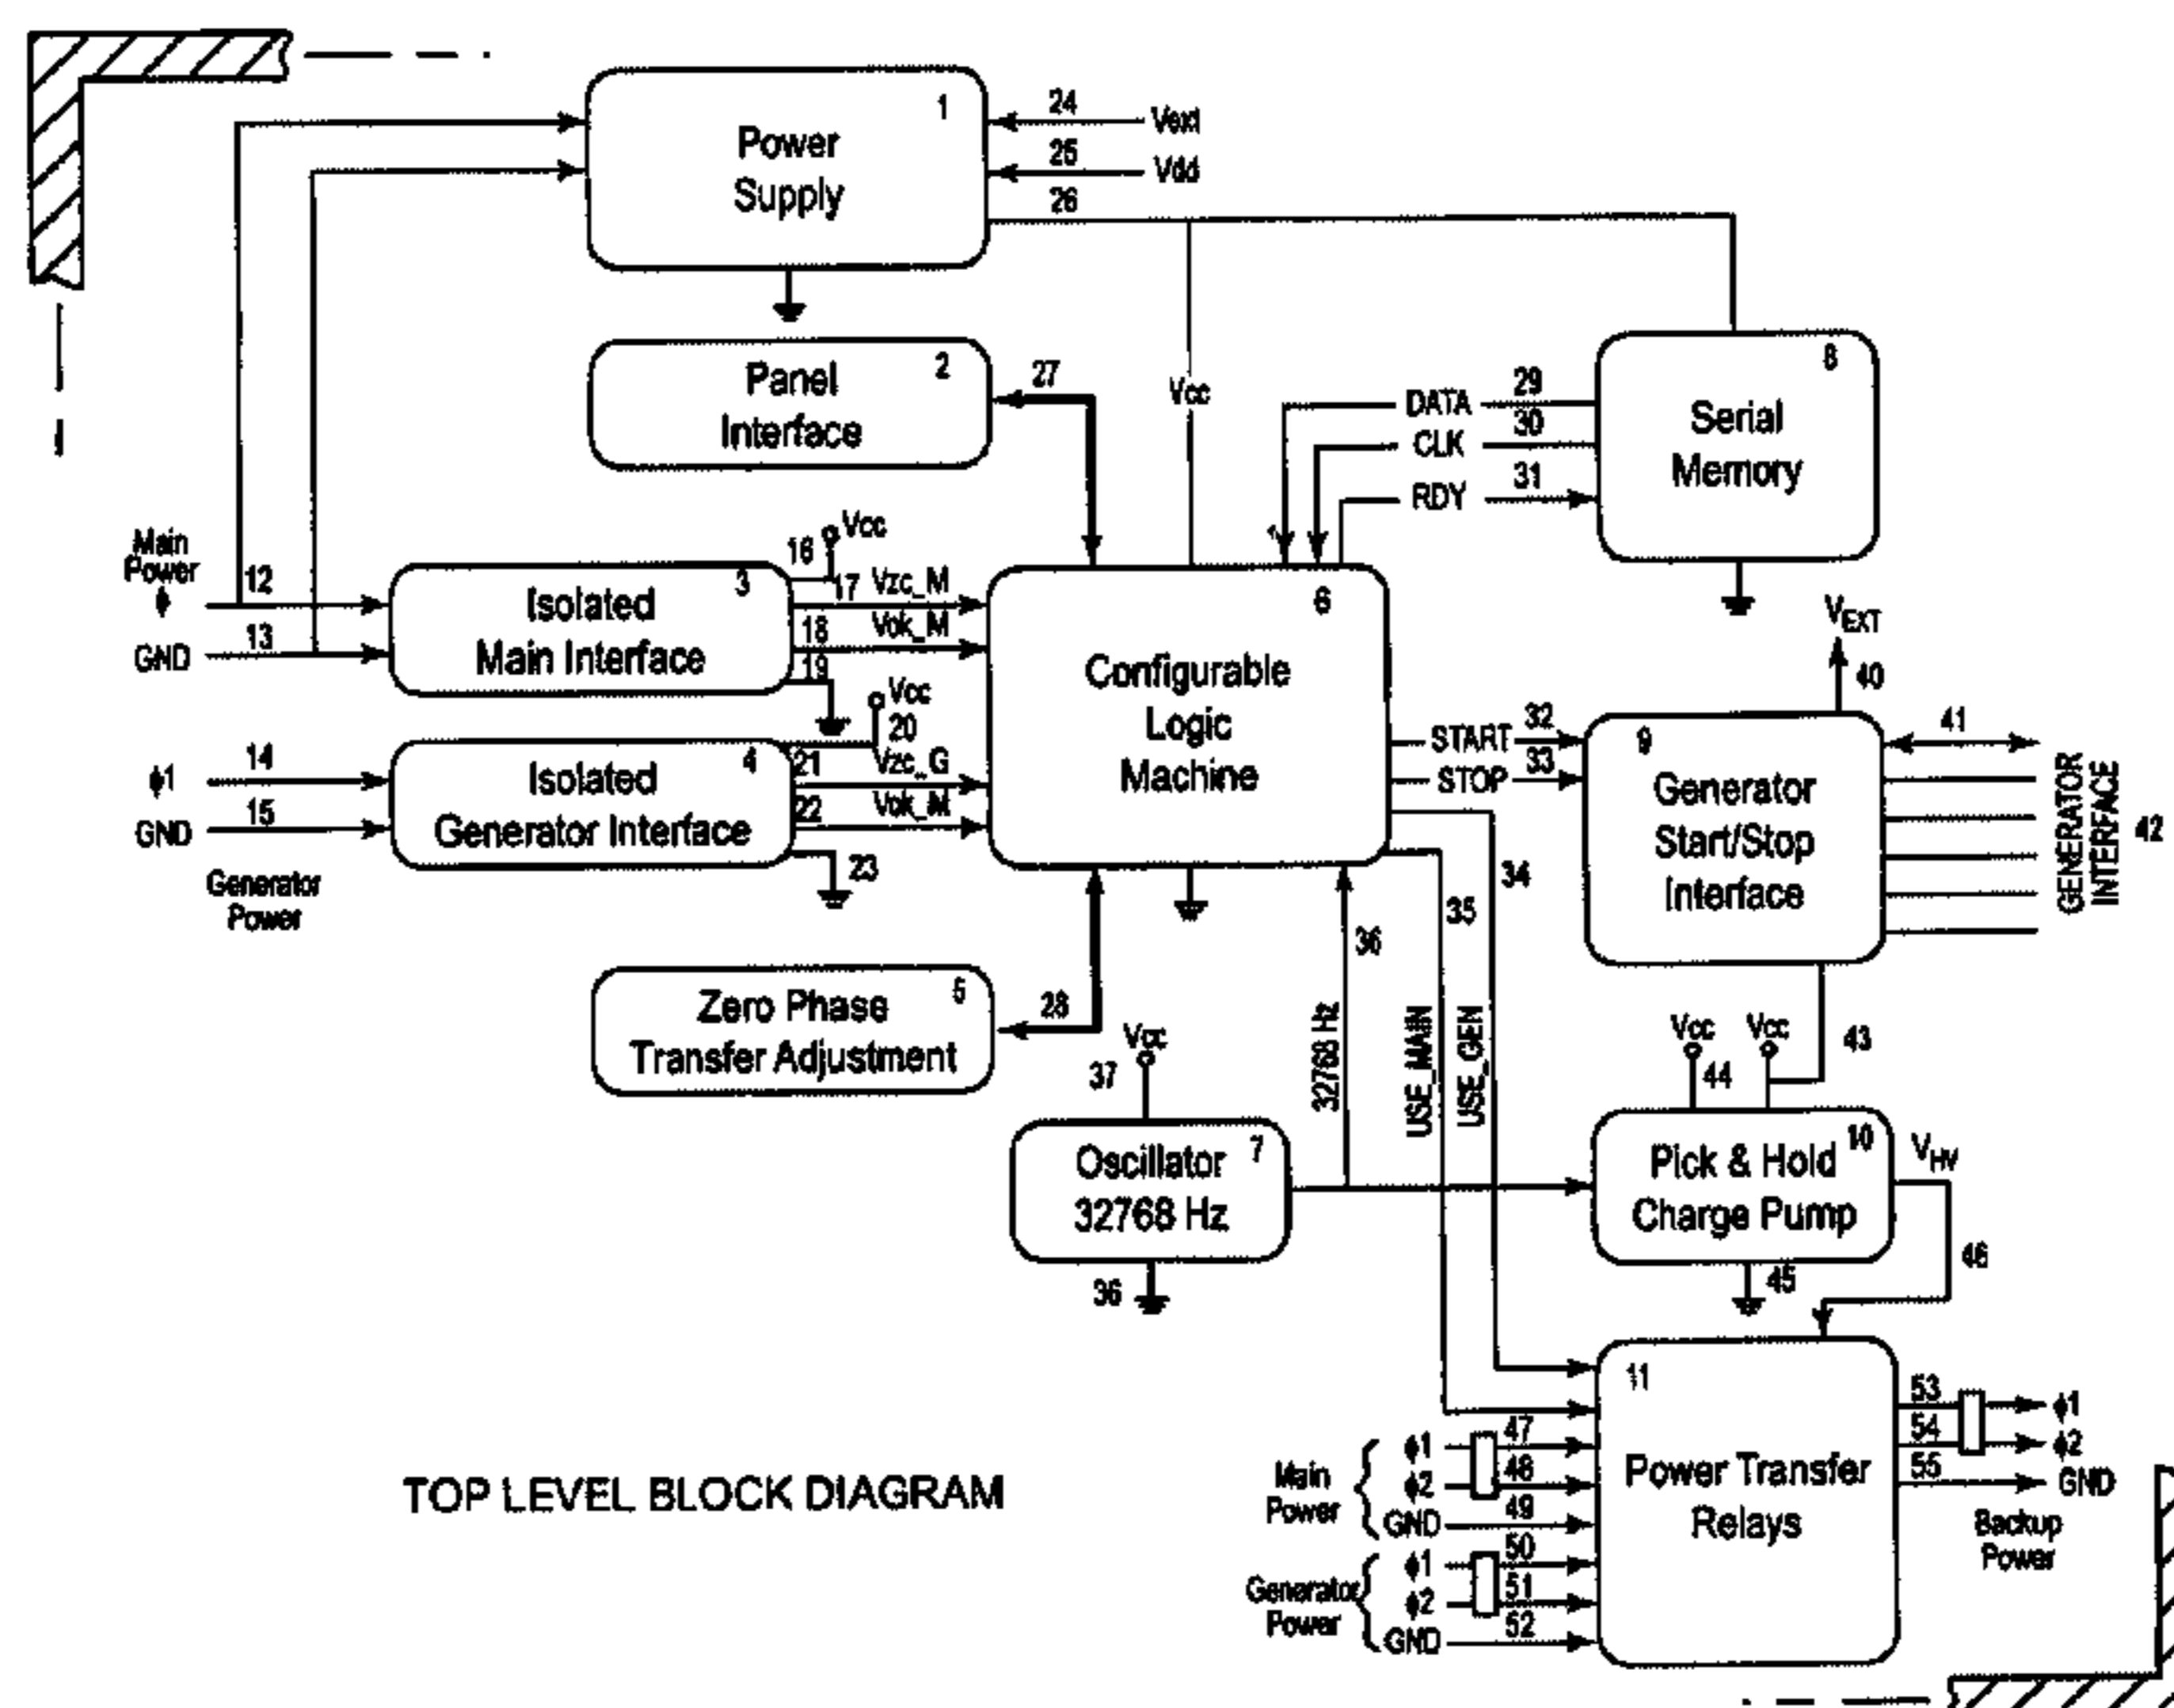 1
Power
Supply
24
Vext
25
Vdd
26
2
Panel
Interface
27
Vcc
8
Serial
Memory
DATA
29
CLK
30
RDY
31
Main
Power
ϕ
12
GND
13
3
Isolated
Main Interface
16
Vcc
17
Vzc_M
18
Vok_M
19
Vcc
20
ϕ1
14
GND
15
Generator
Power
4
Isolated
Generator Interface
21
Vzc_G
22
Vok_M
23
6
Configurable
Logic
Machine
START
32
STOP
33
34
35
36
VEXT
40
9
Generator
Start/Stop
Interface
41
GENERATOR
INTERFACE
42
43
5
Zero Phase
Transfer Adjustment
28
Vcc
37
7
Oscillator
32768 Hz
36
32768 Hz
USE_MAIN
USE_GEN
Vcc
Vcc
44
10
Pick & Hold
Charge Pump
VHV
45
46
11
Power Transfer
Relays
Main
Power
ϕ1
47
ϕ2
48
GND
49
Generator
Power
ϕ1
50
ϕ2
51
GND
52
53
ϕ1
54
ϕ2
55
GND
Backup
Power
TOP LEVEL BLOCK DIAGRAM